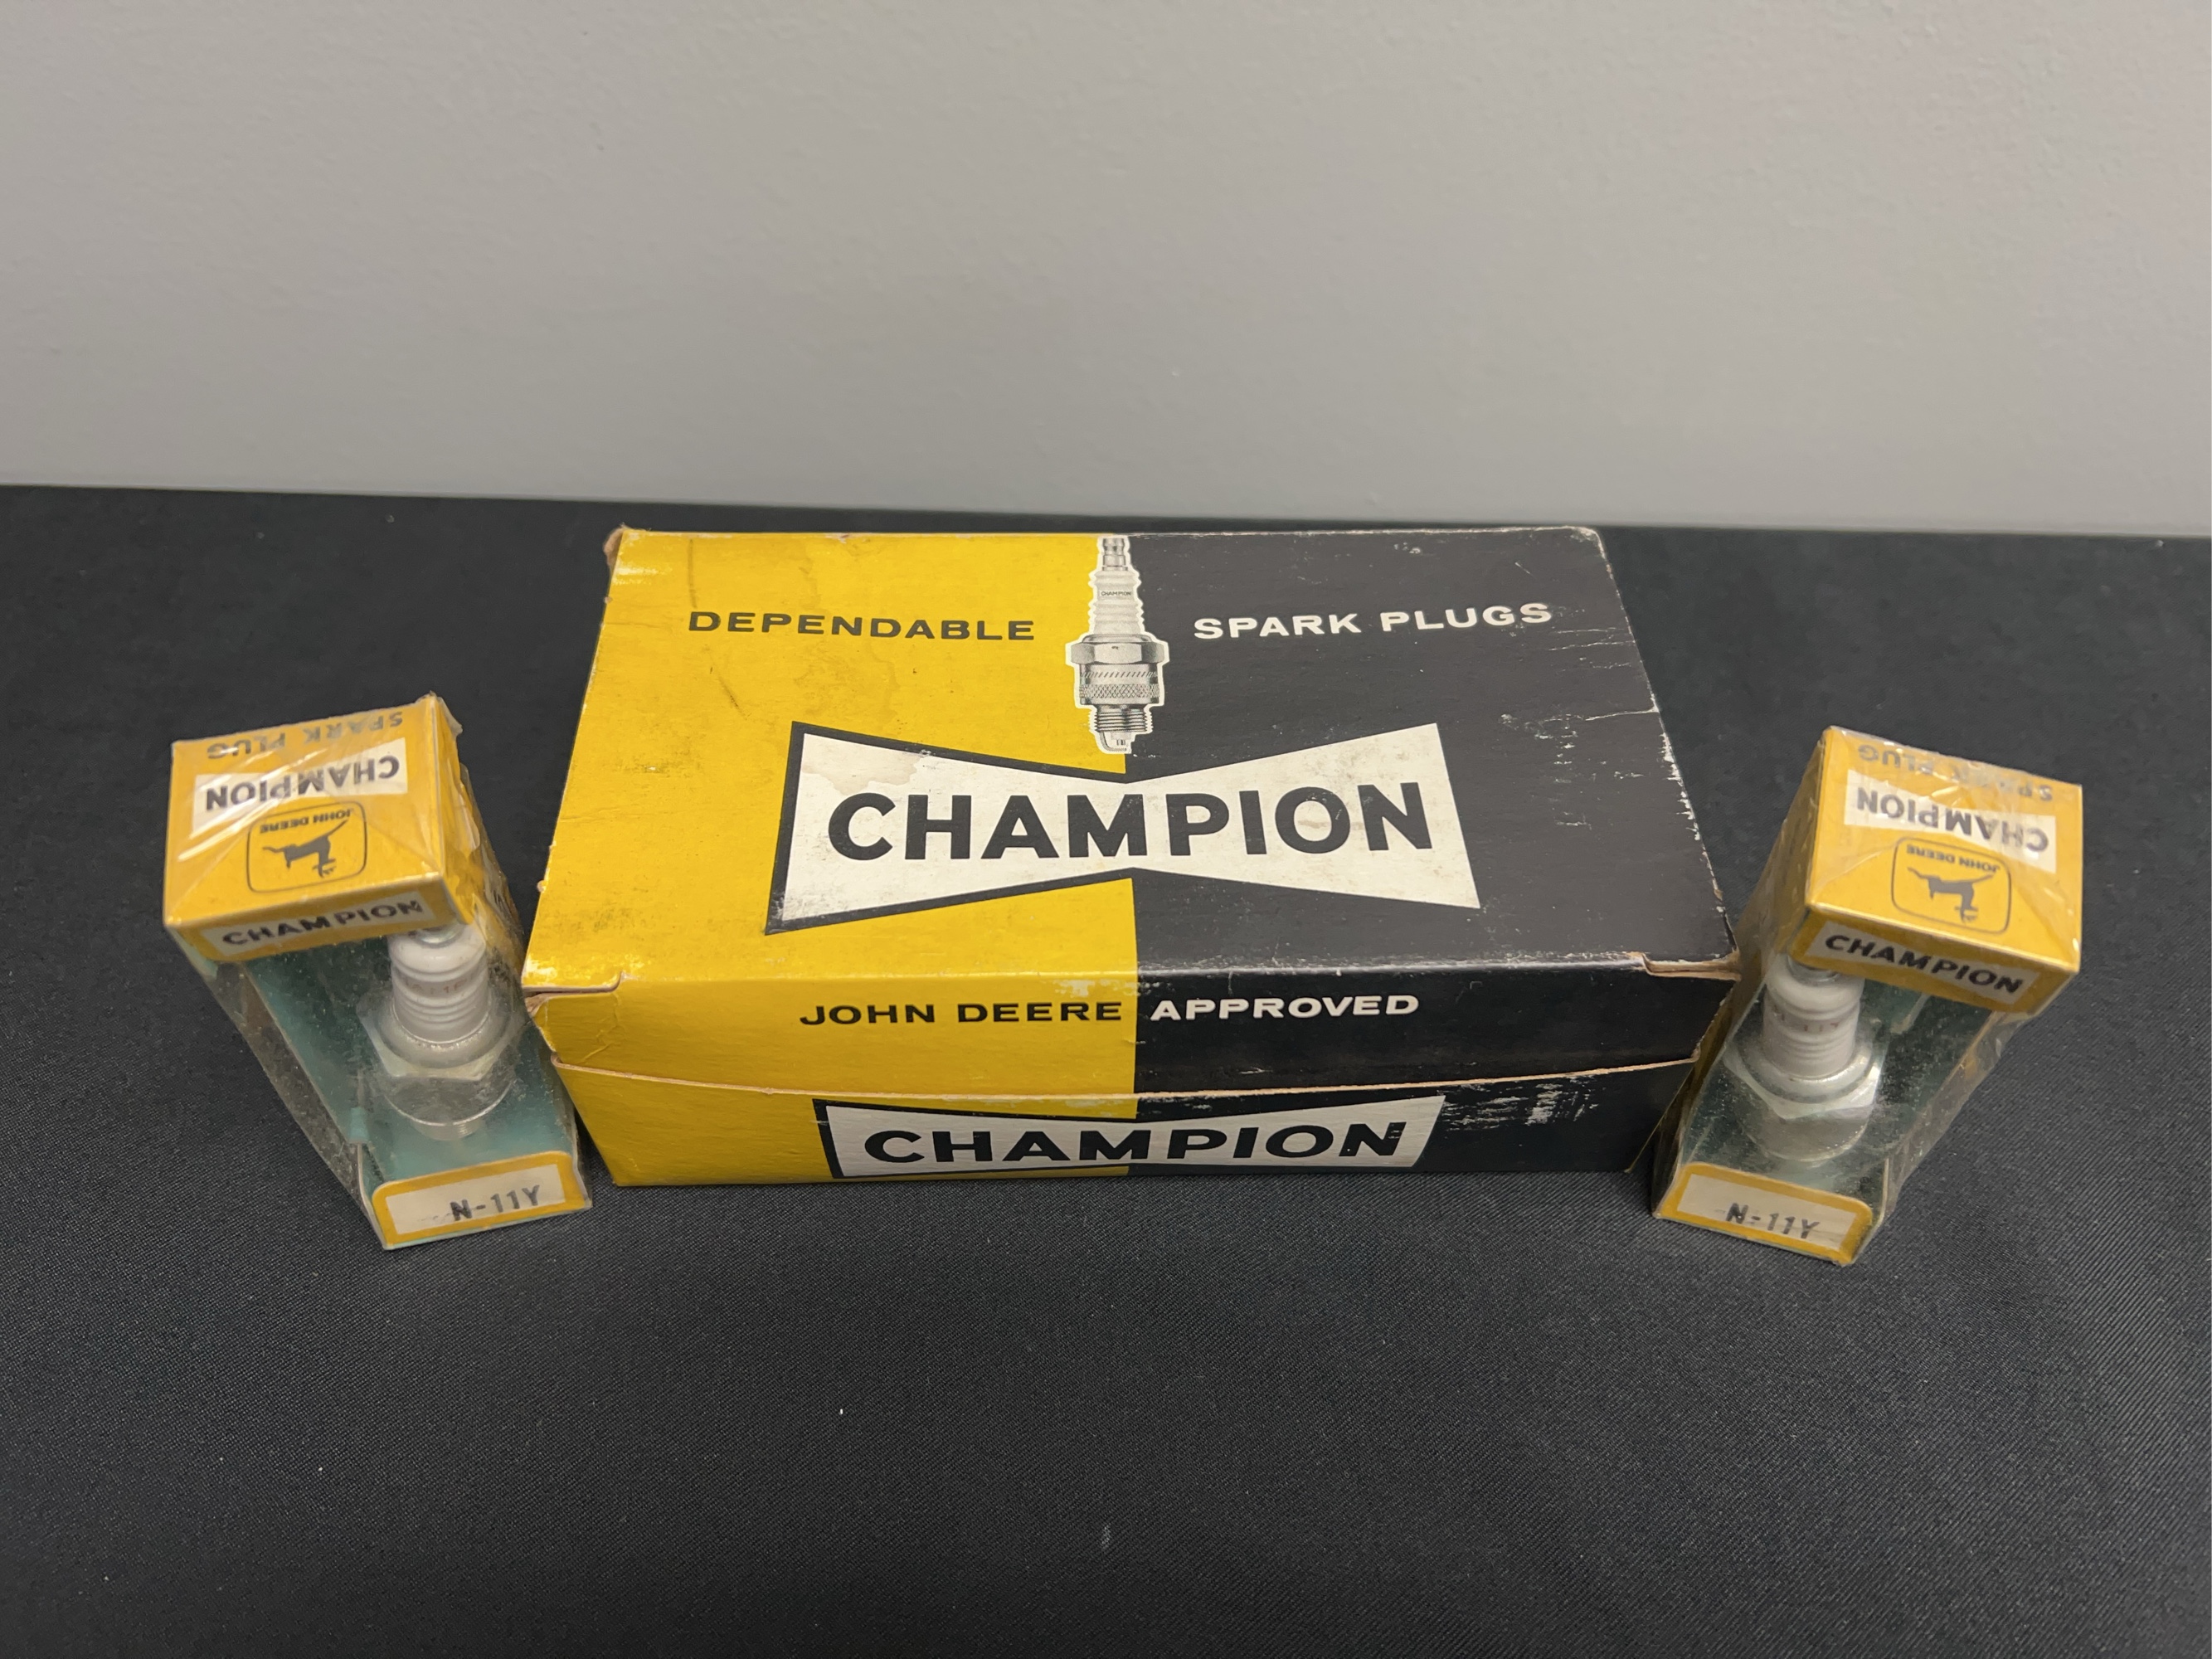 DEPENDABLE SPARK PLUGS
CHAMPION
CHAMPION
JOHN DEERE APPROVED
CHAMPION
SPARK PLUG
CHAMPION
JOHN DEERE
CHAMPION
N-11Y
SPARK PLUG
CHAMPION
JOHN DEERE
CHAMPION
N-11Y